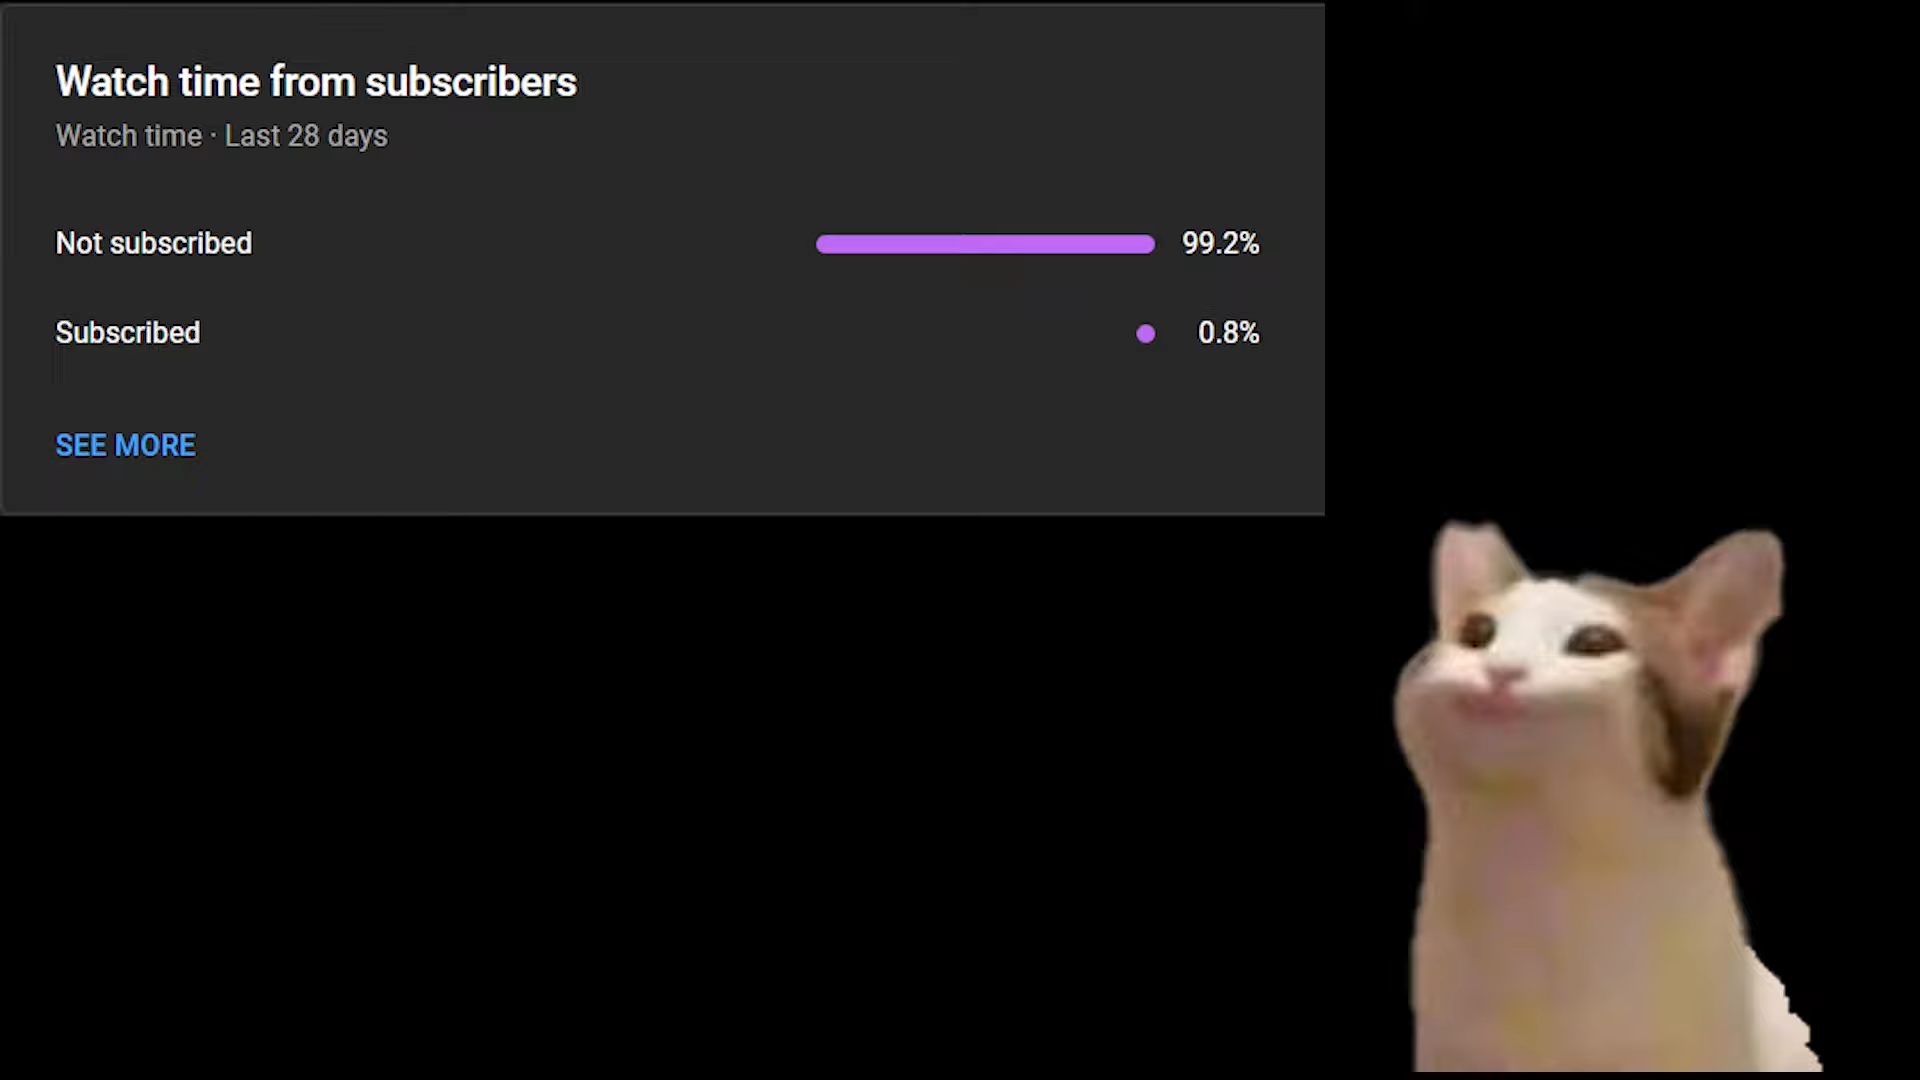 Watch time from subscribers
Watch time · Last 28 days
Not subscribed 99.2%
Subscribed 0.8%
SEE MORE